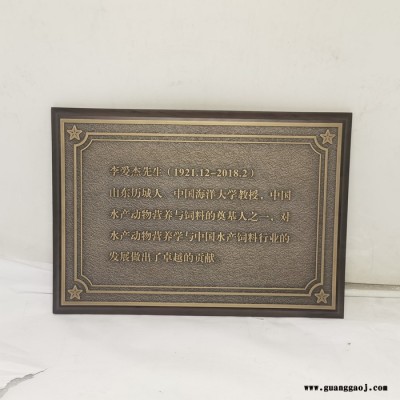 李爱杰先生（1921.12-2018.2）
山东历城人 中国海洋大学教授，中国
水产动物营养与饲料的奠基人之一，对
水产动物营养学与中国水产饲料行业的
发展做出了卓越的贡献
www.guanggaoj.com